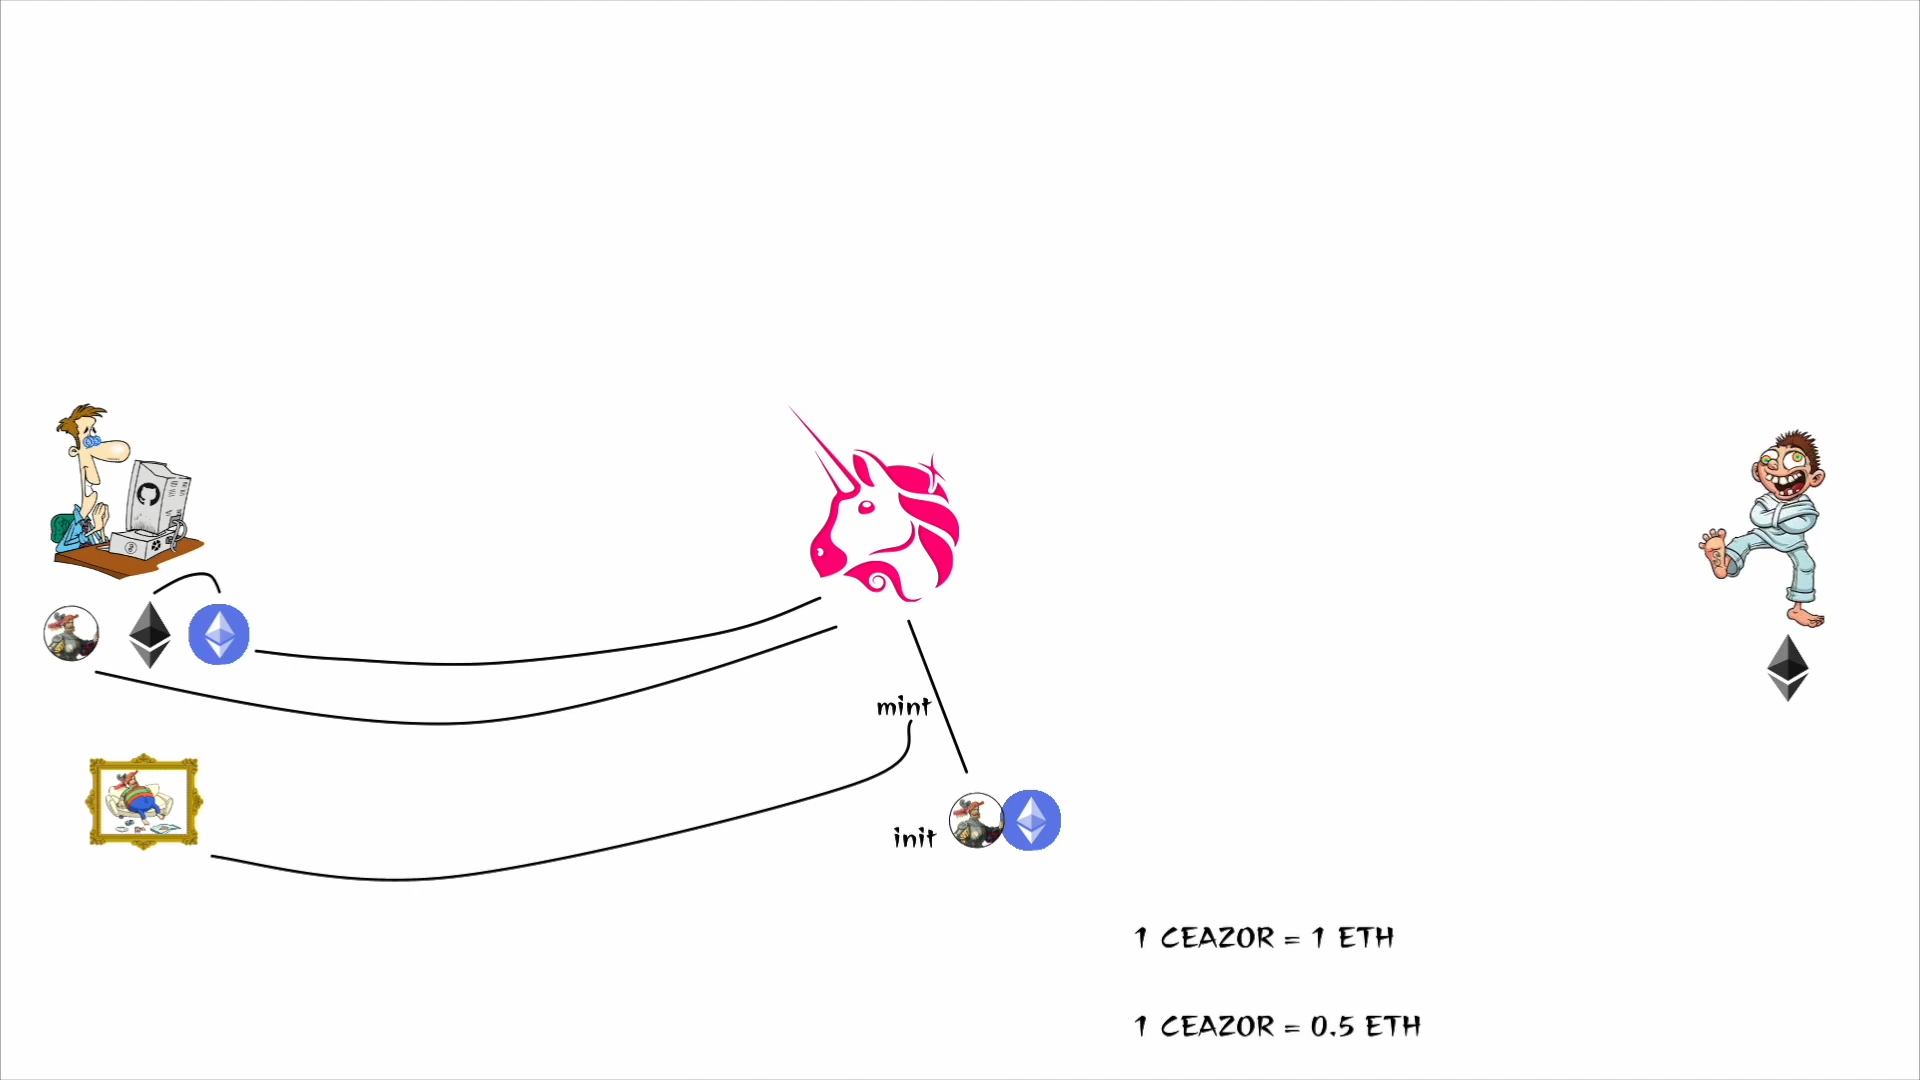 mint
init
1 CEAZOR = 1 ETH
1 CEAZOR = 0.5 ETH